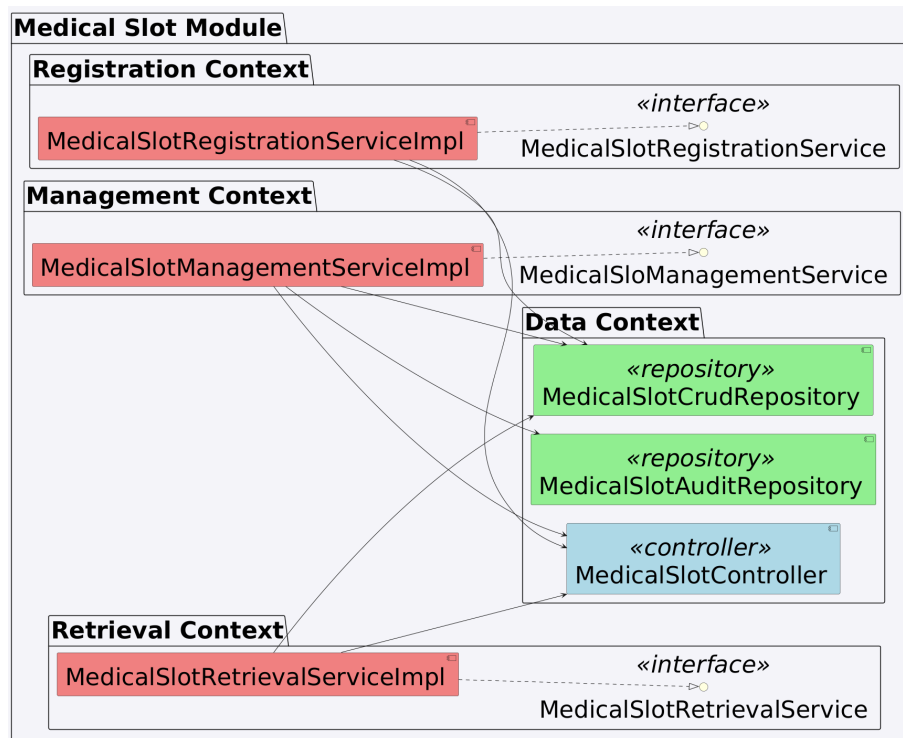 Medical Slot Module
Registration Context
«interface»
MedicalSlotRegistrationServiceImpl
MedicalSlotRegistrationService
Management Context
«interface»
MedicalSlotManagementServiceImpl
MedicalSloManagementService
Data Context
«repository»
MedicalSlotCrudRepository
«repository»
MedicalSlotAuditRepository
«controller»
MedicalSlotController
Retrieval Context
«interface»
MedicalSlotRetrievalServiceImpl
MedicalSlotRetrievalService